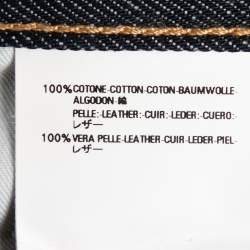 100%COTONE-COTTON-COTON-BAUMWOLLE
ALGODON-綿
PELLE:-LEATHER:-CUIR:-LEDER:-CUERO:-
レザー
100%VERA PELLE-LEATHER-CUIR-LEDER-PIEL-
レザー